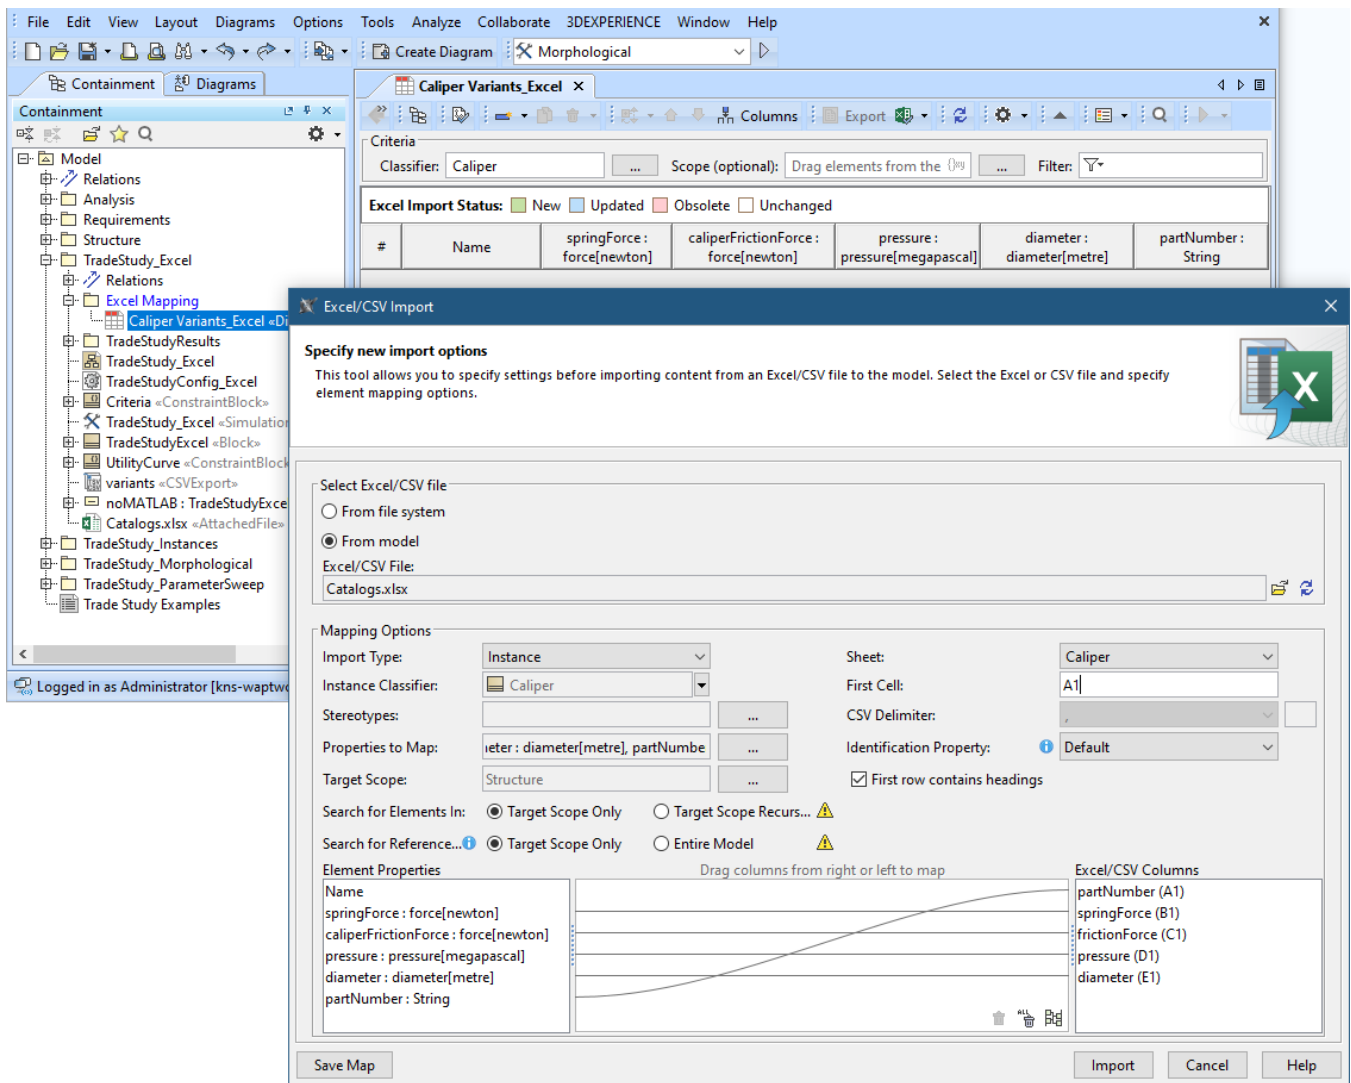 File Edit View Layout Diagrams Options Tools Analyze Collaborate 3DEXPERIENCE Window Help
Create Diagram Morphological
Containment Diagrams
Caliper Variants_Excel
Containment
Columns Export
Criteria
Classifier: Caliper ... Scope (optional): Drag elements from the ... Filter:
Excel Import Status: New Updated Obsolete Unchanged
# Name springForce : force[newton] caliperFrictionForce : force[newton] pressure : pressure[megapascal] diameter : diameter[metre] partNumber : String
Model
Relations
Analysis
Requirements
Structure
TradeStudy_Excel
Relations
Excel Mapping
Caliper Variants_Excel «Di
TradeStudyResults
TradeStudy_Excel
TradeStudyConfig_Excel
Criteria «ConstraintBlock»
TradeStudy_Excel «Simulation
TradeStudyExcel «Block»
UtilityCurve «ConstraintBlock
variants «CSVExport»
noMATLAB : TradeStudyExce
Catalogs.xlsx «AttachedFile»
TradeStudy_Instances
TradeStudy_Morphological
TradeStudy_ParameterSweep
Trade Study Examples
Logged in as Administrator [kns-waptwo
Excel/CSV Import
Specify new import options
This tool allows you to specify settings before importing content from an Excel/CSV file to the model. Select the Excel or CSV file and specify
element mapping options.
Select Excel/CSV file
From file system
From model
Excel/CSV File:
Catalogs.xlsx
Mapping Options
Import Type: Instance Sheet: Caliper
Instance Classifier: Caliper First Cell: A1
Stereotypes: ... CSV Delimiter: ,
Properties to Map: ıeter : diameter[metre], partNumbe ... Identification Property: Default
Target Scope: Structure ... First row contains headings
Search for Elements In: Target Scope Only Target Scope Recurs...
Search for Reference... Target Scope Only Entire Model
Element Properties Drag columns from right or left to map Excel/CSV Columns
Name partNumber (A1)
springForce : force[newton] springForce (B1)
caliperFrictionForce : force[newton] frictionForce (C1)
pressure : pressure[megapascal] pressure (D1)
diameter : diameter[metre] diameter (E1)
partNumber : String
ALL
Save Map Import Cancel Help